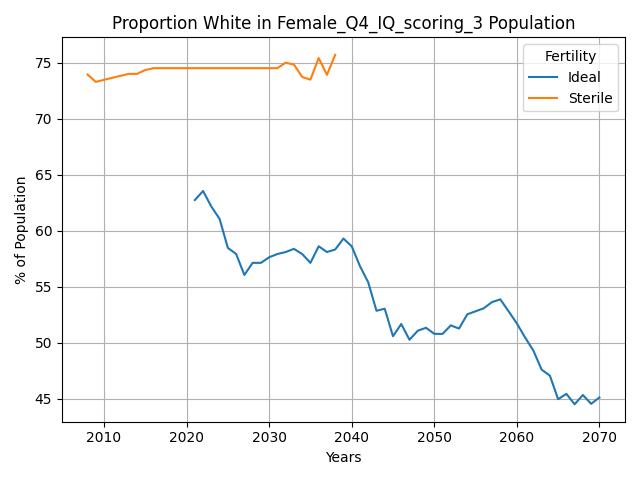 Proportion White in Female_Q4_IQ_scoring_3 Population
Fertility
Ideal
Sterile
% of Population
75
70
65
60
55
50
45
2010 2020 2030 2040 2050 2060 2070
Years